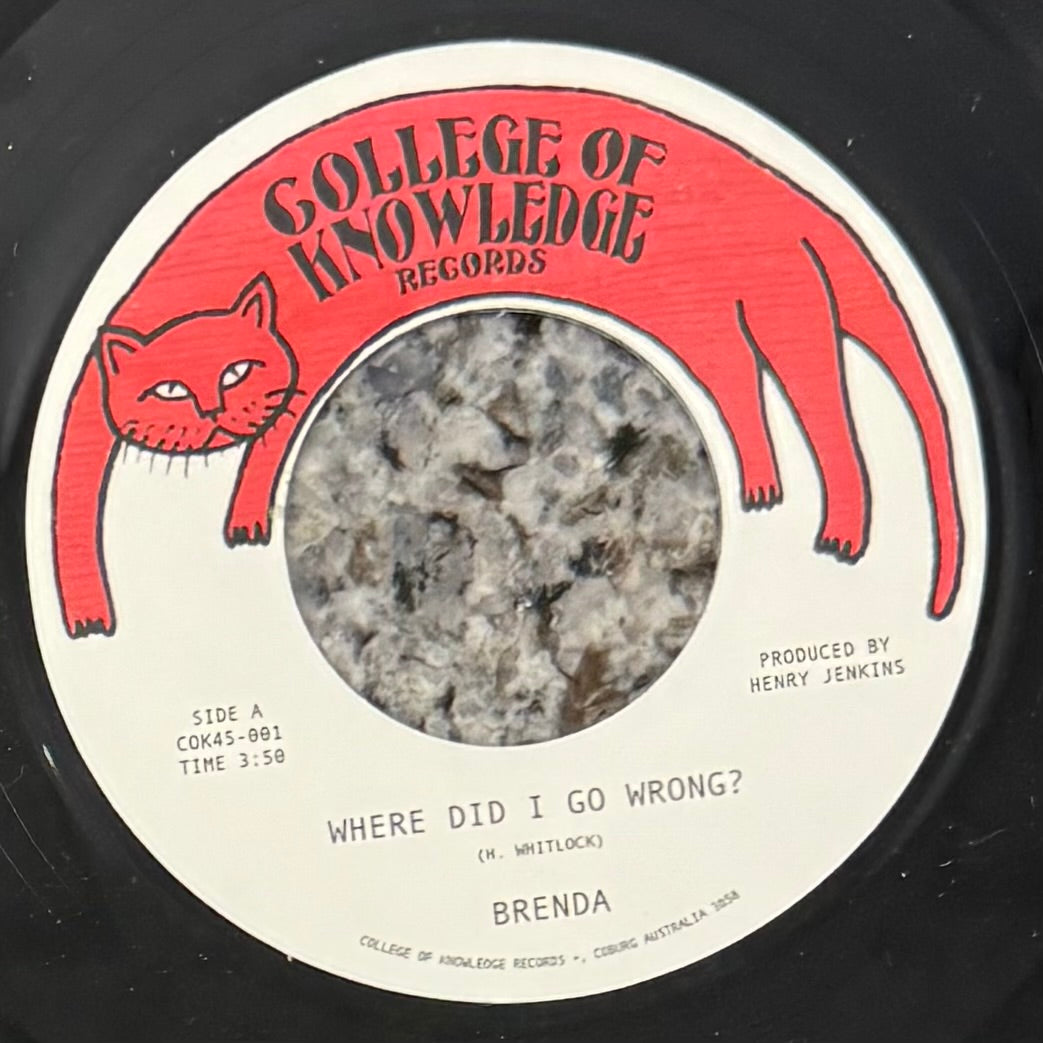 COLLEGE OF
KNOWLEDGE
RECORDS
PRODUCED BY
HENRY JENKINS
SIDE A
COK45-001
TIME 3:50
WHERE DID I GO WRONG?
(H. WHITLOCK)
BRENDA
COLLEGE OF KNOWLEDGE RECORDS -, COBURG AUSTRALIA 3058